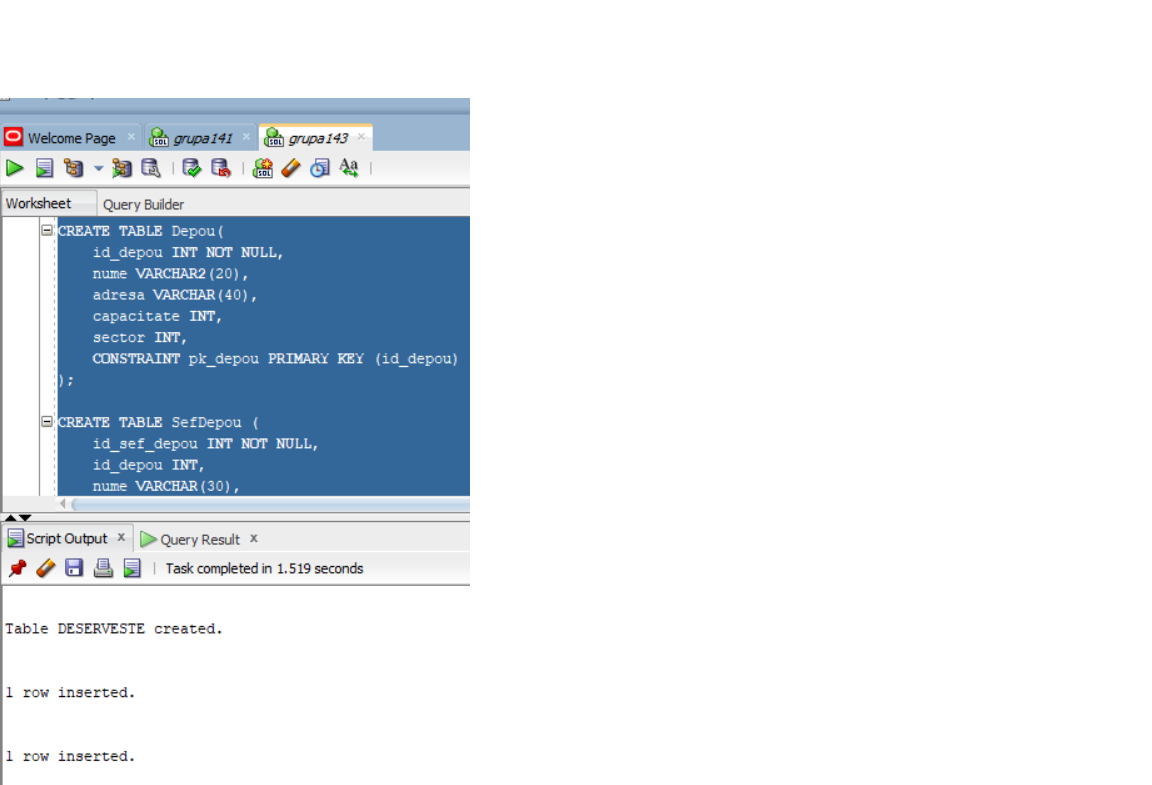 Welcome Page grupa141 grupa143
Worksheet Query Builder
CREATE TABLE Depou(
id_depou INT NOT NULL,
nume VARCHAR2(20),
adresa VARCHAR(40),
capacitate INT,
sector INT,
CONSTRAINT pk_depou PRIMARY KEY (id_depou)
);
CREATE TABLE SefDepou (
id_sef_depou INT NOT NULL,
id_depou INT,
nume VARCHAR(30),
Script Output x Query Result x
Task completed in 1.519 seconds
Table DESERVESTE created.
1 row inserted.
1 row inserted.